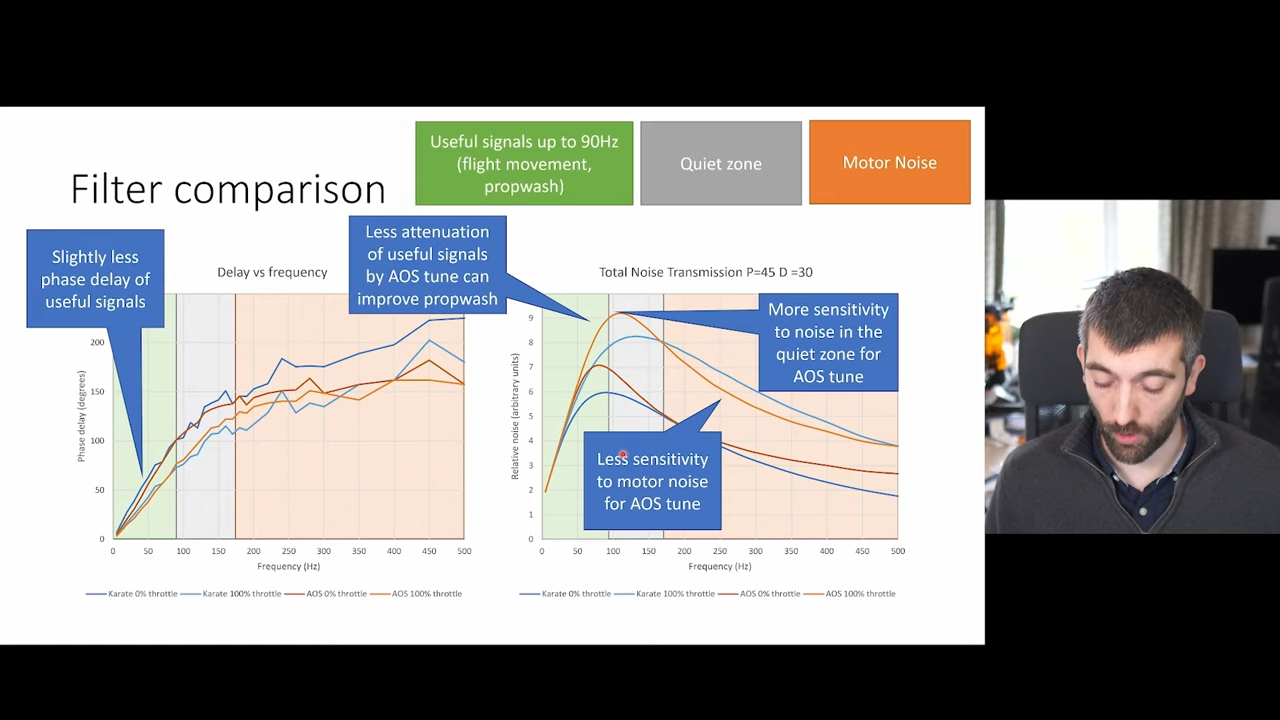 Useful signals up to 90Hz
(flight movement,
propwash)
Quiet zone
Motor Noise
Filter comparison
Slightly less
phase delay of
useful signals
Less attenuation
of useful signals
by AOS tune can
improve propwash
Delay vs frequency
200
150
100
50
0
Phase delay (degrees)
0 50 100 150 200 250 300 350 400 450 500
Frequency (Hz)
Karate 0% throttle Karate 100% throttle AOS 0% throttle AOS 100% throttle
Total Noise Transmission P=45 D =30
More sensitivity
to noise in the
quiet zone for
AOS tune
Less sensitivity
to motor noise
for AOS tune
9
8
7
6
5
4
3
2
1
0
Relative noise (arbitrary units)
0 50 100 150 200 250 300 350 400 450 500
Frequency (Hz)
Karate 0% throttle Karate 100% throttle AOS 0% throttle AOS 100% throttle